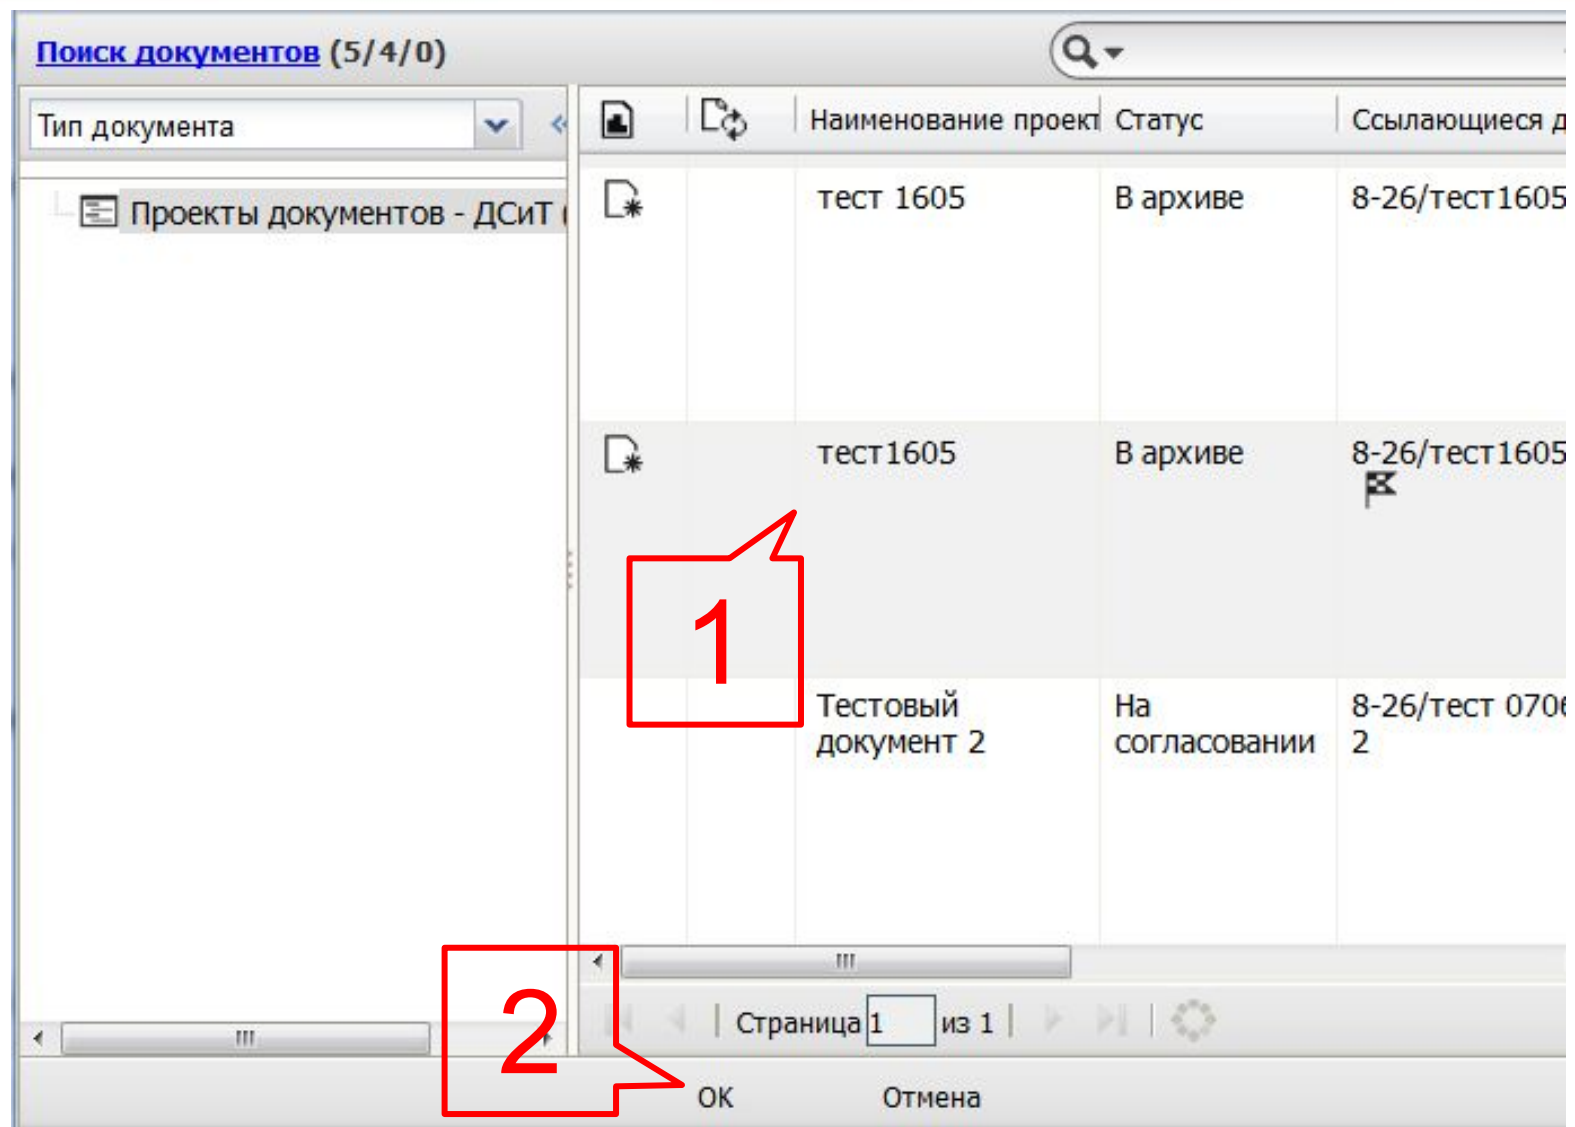 Поиск документов (5/4/0)
Тип документа
Наименование проект Статус Ссылающиеся д
Проекты документов - ДСиТ (
тест 1605 В архиве 8-26/тест1605
тест1605 В архиве 8-26/тест1605
1
Тестовый На 8-26/тест 0706
документ 2 согласовании 2
2
Страница 1 из 1
ОК Отмена